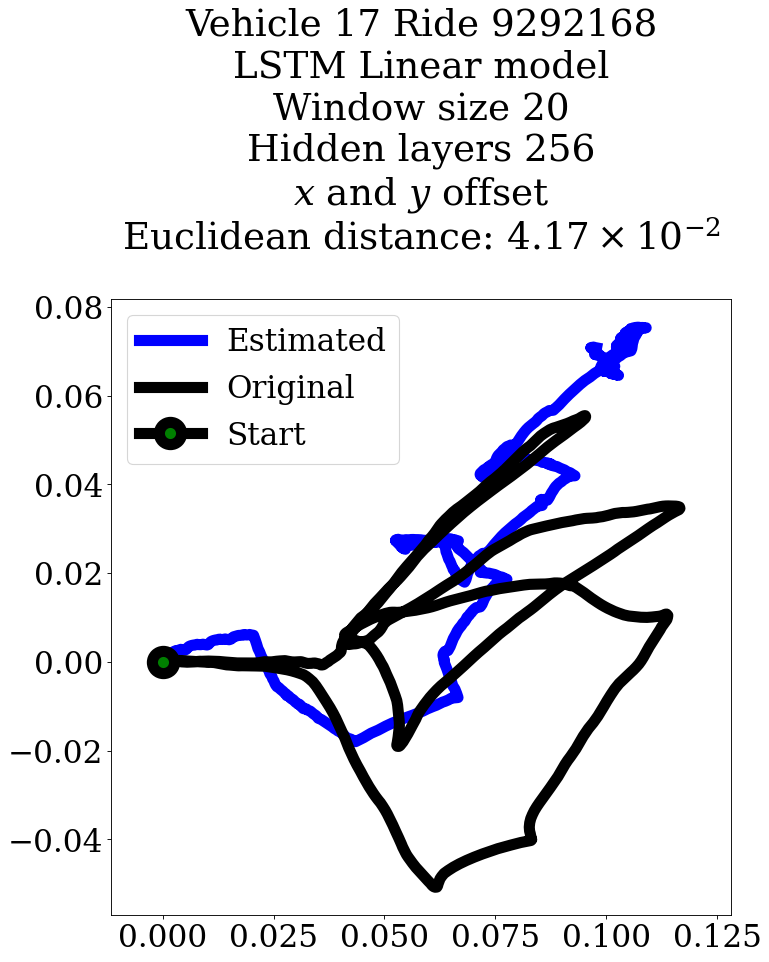 Vehicle 17 Ride 9292168
LSTM Linear model
Window size 20
Hidden layers 256
x and y offset
Euclidean distance: 4.17 × 10⁻²
0.08
0.06
0.04
0.02
0.00
−0.02
−0.04
Estimated
Original
Start
0.000 0.025 0.050 0.075 0.100 0.125